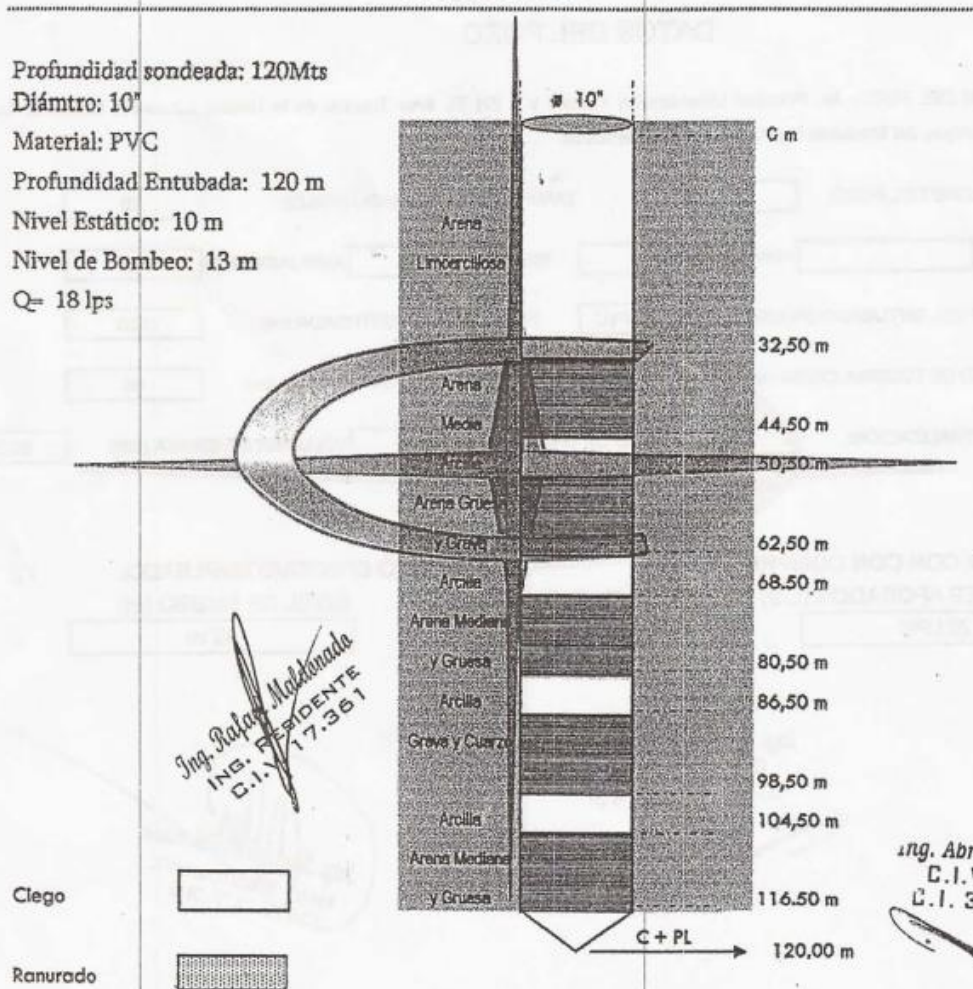 Profundidad sondeada: 120Mts
Diámtro: 10"
Material: PVC
Profundidad Entubada: 120 m
Nivel Estático: 10 m
Nivel de Bombeo: 13 m
Q= 18 lps
ø 10"
0 m
Arena
Limoarcillosa
32,50 m
Arena
Media
44,50 m
Arcilla
50,50 m
Arena Gruesa
y Grava
62,50 m
Arcilla
68.50 m
Arena Mediana
y Gruesa
80,50 m
Arcilla
86,50 m
Grava y Cuarzo
98,50 m
Arcilla
104,50 m
Arena Mediana
y Gruesa
116.50 m
C + PL
120,00 m
Ing. Rafael Maldonado
ING. RESIDENTE
C.I.V 17.361
Ing. Abr
C.I.V
C.I. 3
Ciego
Ranurado